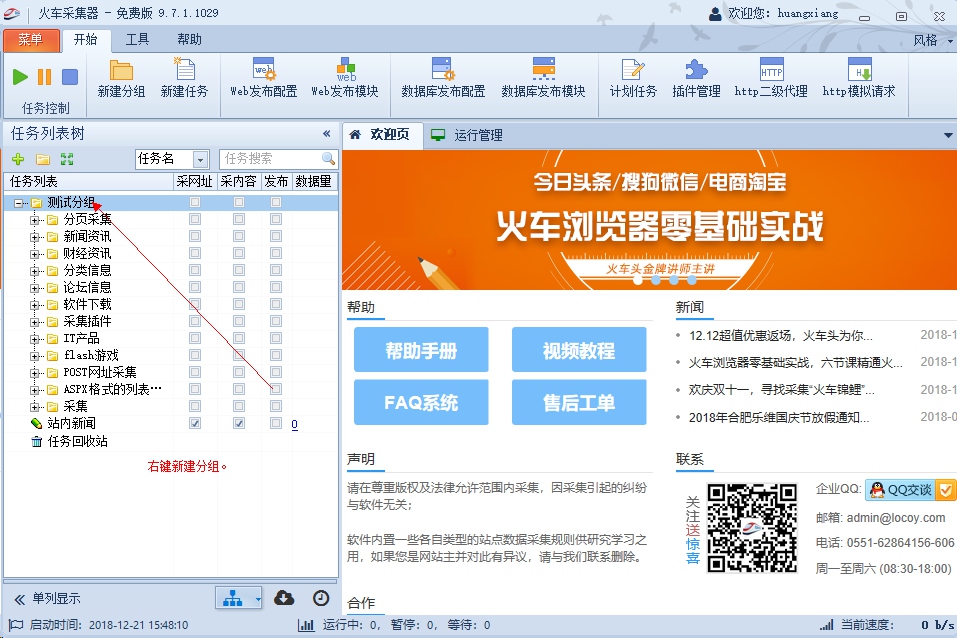 火车采集器 - 免费版 9.7.1.1029
欢迎您: huangxiang
菜单 开始 工具 帮助
风格
新建分组 新建任务 Web发布配置 Web发布模块 数据库发布配置 数据库发布模块 计划任务 插件管理 http二级代理 http模拟请求
任务控制
任务列表树 «
欢迎页 运行管理
任务名 任务搜索
任务列表 采网址 采内容 发布 数据量
测试分组
分页采集
新闻资讯
财经资讯
分类信息
论坛信息
软件下载
采集插件
IT产品
flash游戏
POST网址采集
ASPX格式的列表…
采集
站内新闻 0
任务回收站
右键新建分组。
« 单列显示
今日头条/搜狗微信/电商淘宝
火车浏览器零基础实战
火车头金牌讲师主讲
帮助
帮助手册 视频教程
FAQ系统 售后工单
新闻
12.12超值优惠返场，火车头为你... 2018-1
火车浏览器零基础实战，六节课精通火... 2018-1
欢庆双十一，寻找采集“火车锦鲤”... 2018-1
2018年合肥乐维国庆节放假通知... 2018-0
声明
请在尊重版权及法律允许范围内采集，因采集引起的纠纷
与软件无关；
软件内置一些各自类型的站点数据采集规则供研究学习之
用，如果您是网站主并对此有异议，请与我们联系删除。
合作
联系
关注送惊喜
企业QQ: QQ交谈
邮箱: admin@locoy.com
电话: 0551-62864156-606
周一至周六 (08:30-18:00)
启动时间: 2018-12-21 15:48:10
运行中: 0, 暂停: 0, 等待: 0
当前速度: 0 b/s